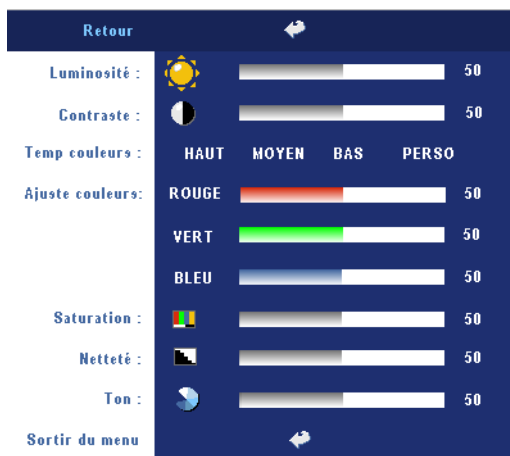 Retour
Luminosité : 50
Contraste : 50
Temp couleurs : HAUT MOYEN BAS PERSO
Ajuste couleurs: ROUGE 50
VERT 50
BLEU 50
Saturation : 50
Netteté : 50
Ton : 50
Sortir du menu